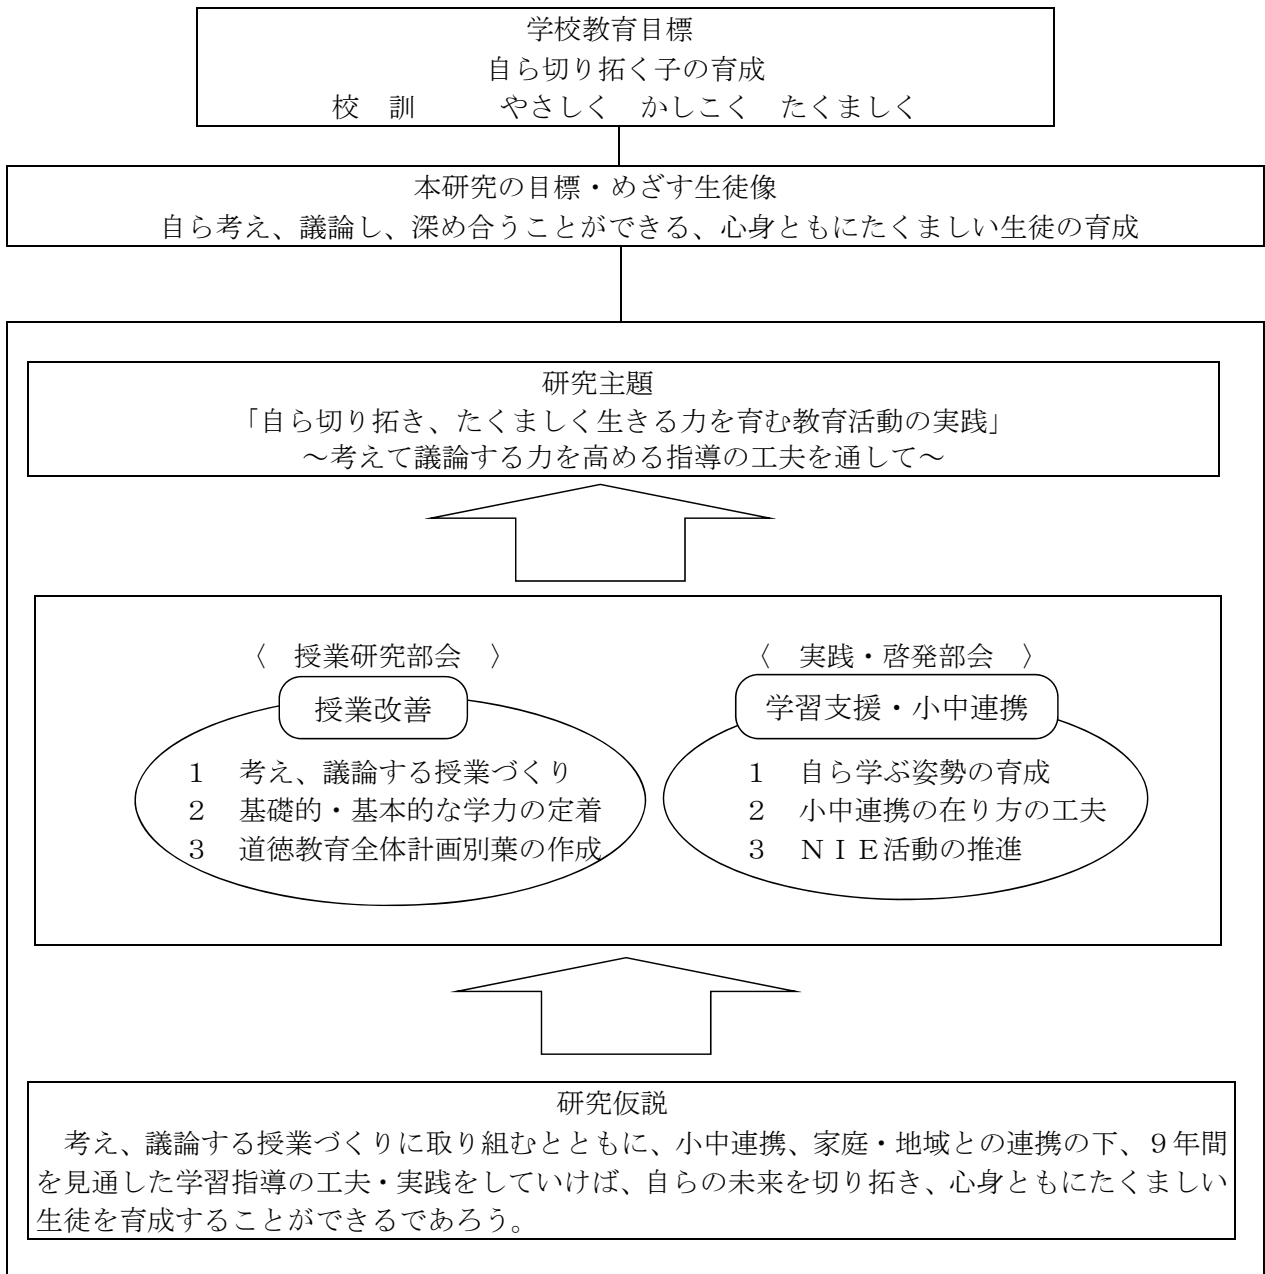 学校教育目標
自ら切り拓く子の育成
校　訓　　　やさしく　かしこく　たくましく
本研究の目標・めざす生徒像
自ら考え、議論し、深め合うことができる、心身ともにたくましい生徒の育成
研究主題
「自ら切り拓き、たくましく生きる力を育む教育活動の実践」
～考えて議論する力を高める指導の工夫を通して～
〈　授業研究部会　〉
授業改善
１　考え、議論する授業づくり
２　基礎的・基本的な学力の定着
３　道徳教育全体計画別葉の作成
〈　実践・啓発部会　〉
学習支援・小中連携
１　自ら学ぶ姿勢の育成
２　小中連携の在り方の工夫
３　ＮＩＥ活動の推進
研究仮説
考え、議論する授業づくりに取り組むとともに、小中連携、家庭・地域との連携の下、９年間
を見通した学習指導の工夫・実践をしていけば、自らの未来を切り拓き、心身ともにたくましい
生徒を育成することができるであろう。